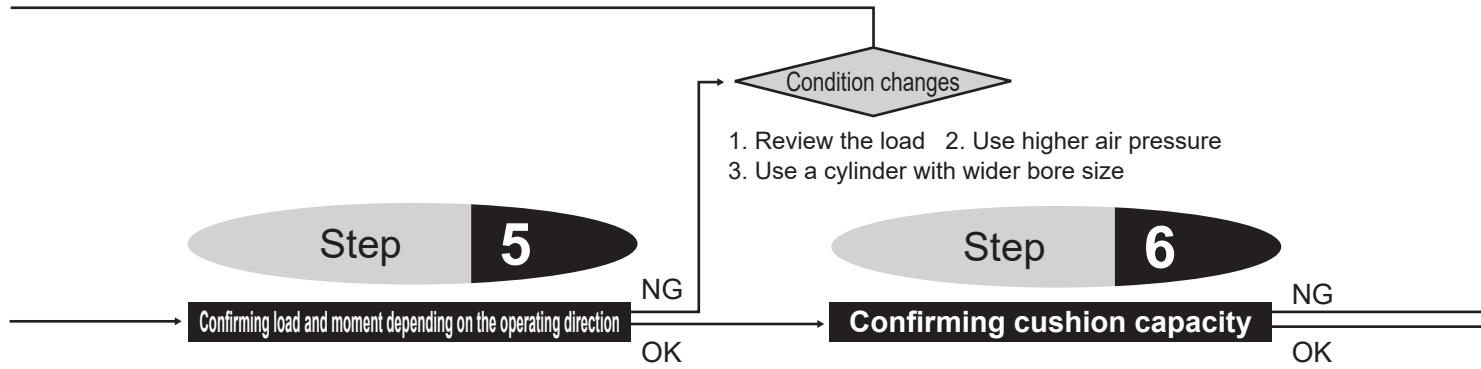 Condition changes
1. Review the load   2. Use higher air pressure
3. Use a cylinder with wider bore size
Step 5
Step 6
NG
NG
Confirming load and moment depending on the operating direction
Confirming cushion capacity
OK
OK